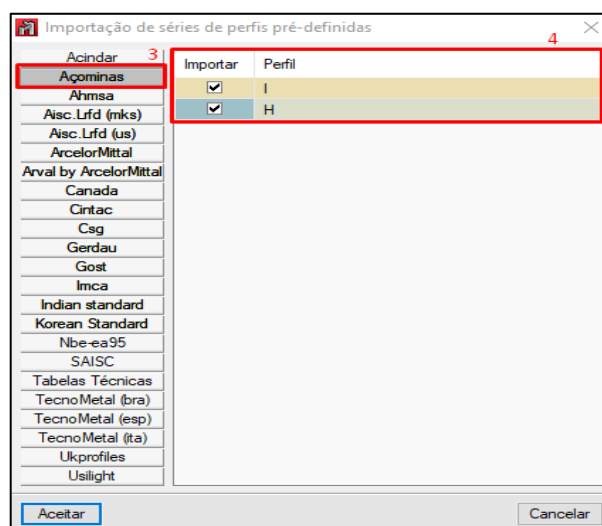 Importação de séries de perfis pré-definidas
4
Acindar 3
Importar Perfil
Açominas
I
Ahmsa
H
Aisc.Lrfd (mks)
Aisc.Lrfd (us)
ArcelorMittal
Arval by ArcelorMittal
Canada
Cintac
Csg
Gerdau
Gost
Imca
Indian standard
Korean Standard
Nbe-ea95
SAISC
Tabelas Técnicas
TecnoMetal (bra)
TecnoMetal (esp)
TecnoMetal (ita)
Ukprofiles
Usilight
Aceitar Cancelar